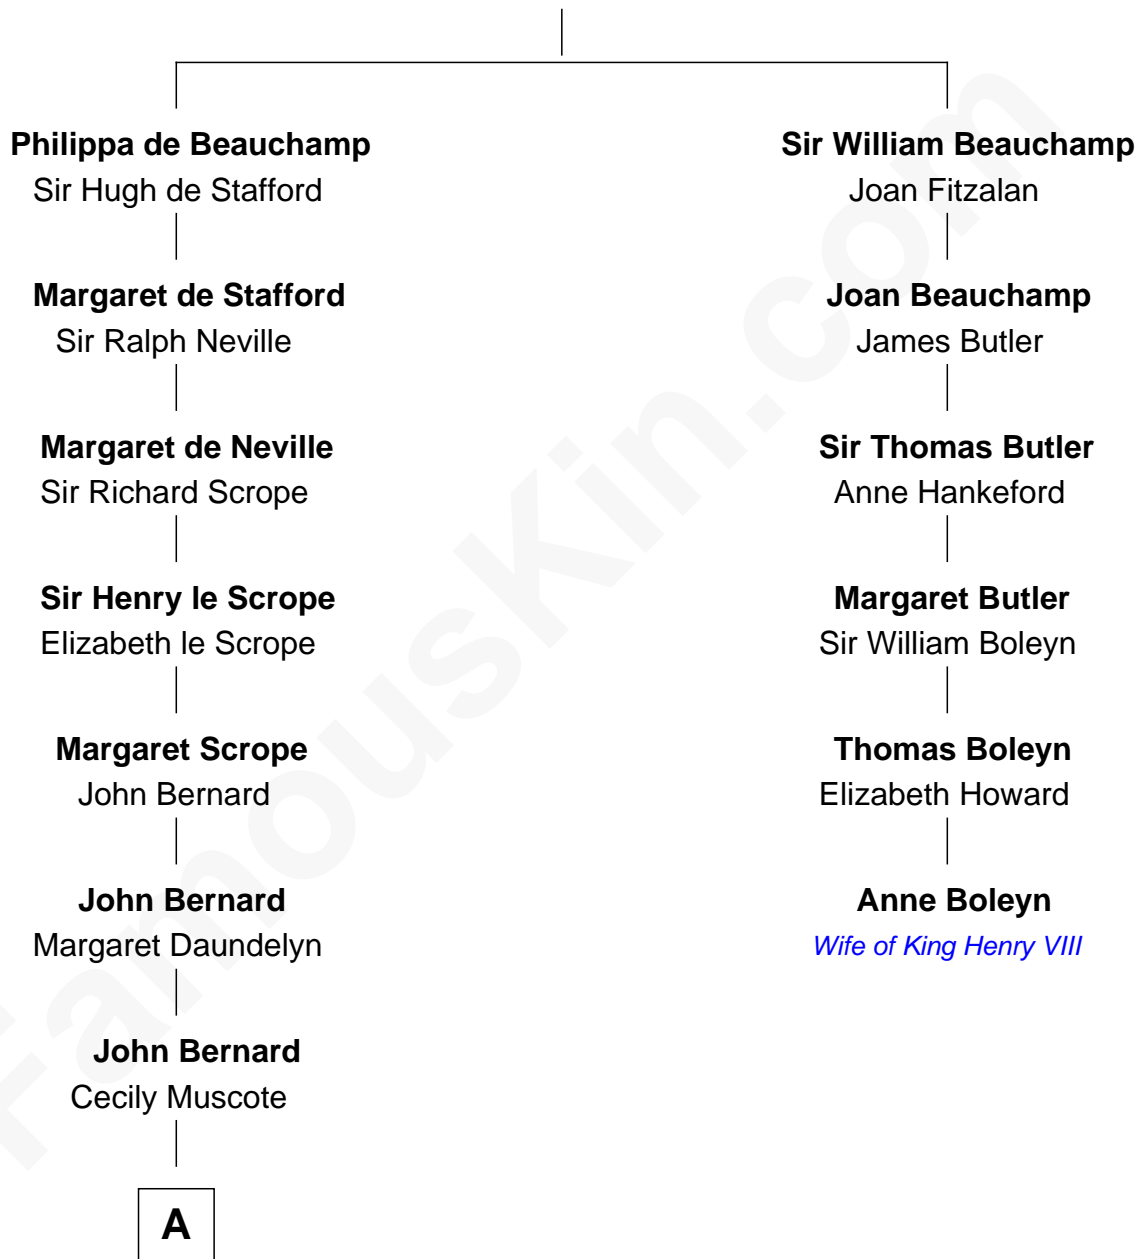 Philippa de Beauchamp
Sir Hugh de Stafford
Margaret de Stafford
Sir Ralph Neville
Margaret de Neville
Sir Richard Scrope
Sir Henry le Scrope
Elizabeth le Scrope
Margaret Scrope
John Bernard
John Bernard
Margaret Daundelyn
John Bernard
Cecily Muscote
A
Sir William Beauchamp
Joan Fitzalan
Joan Beauchamp
James Butler
Sir Thomas Butler
Anne Hankeford
Margaret Butler
Sir William Boleyn
Thomas Boleyn
Elizabeth Howard
Anne Boleyn
Wife of King Henry VIII
FamousKin.com